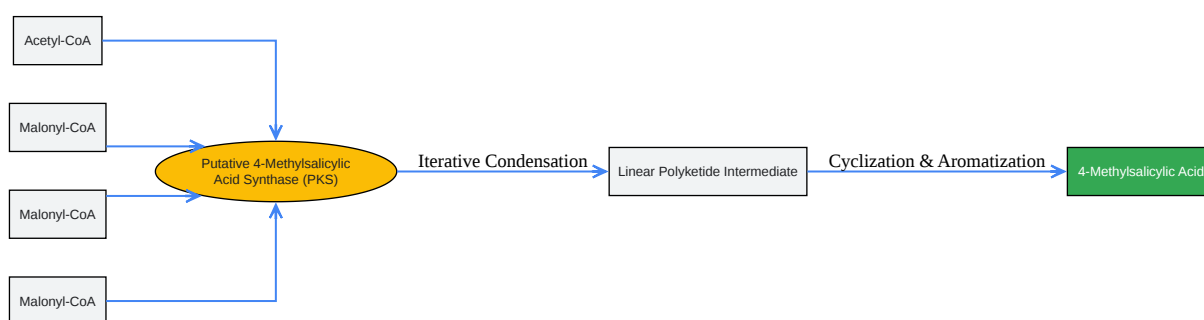 Acetyl-CoA
Malonyl-CoA
Putative 4-Methylsalicylic
Acid Synthase (PKS)
Iterative Condensation
Linear Polyketide Intermediate
Cyclization & Aromatization
4-Methylsalicylic Acid
Malonyl-CoA
Malonyl-CoA